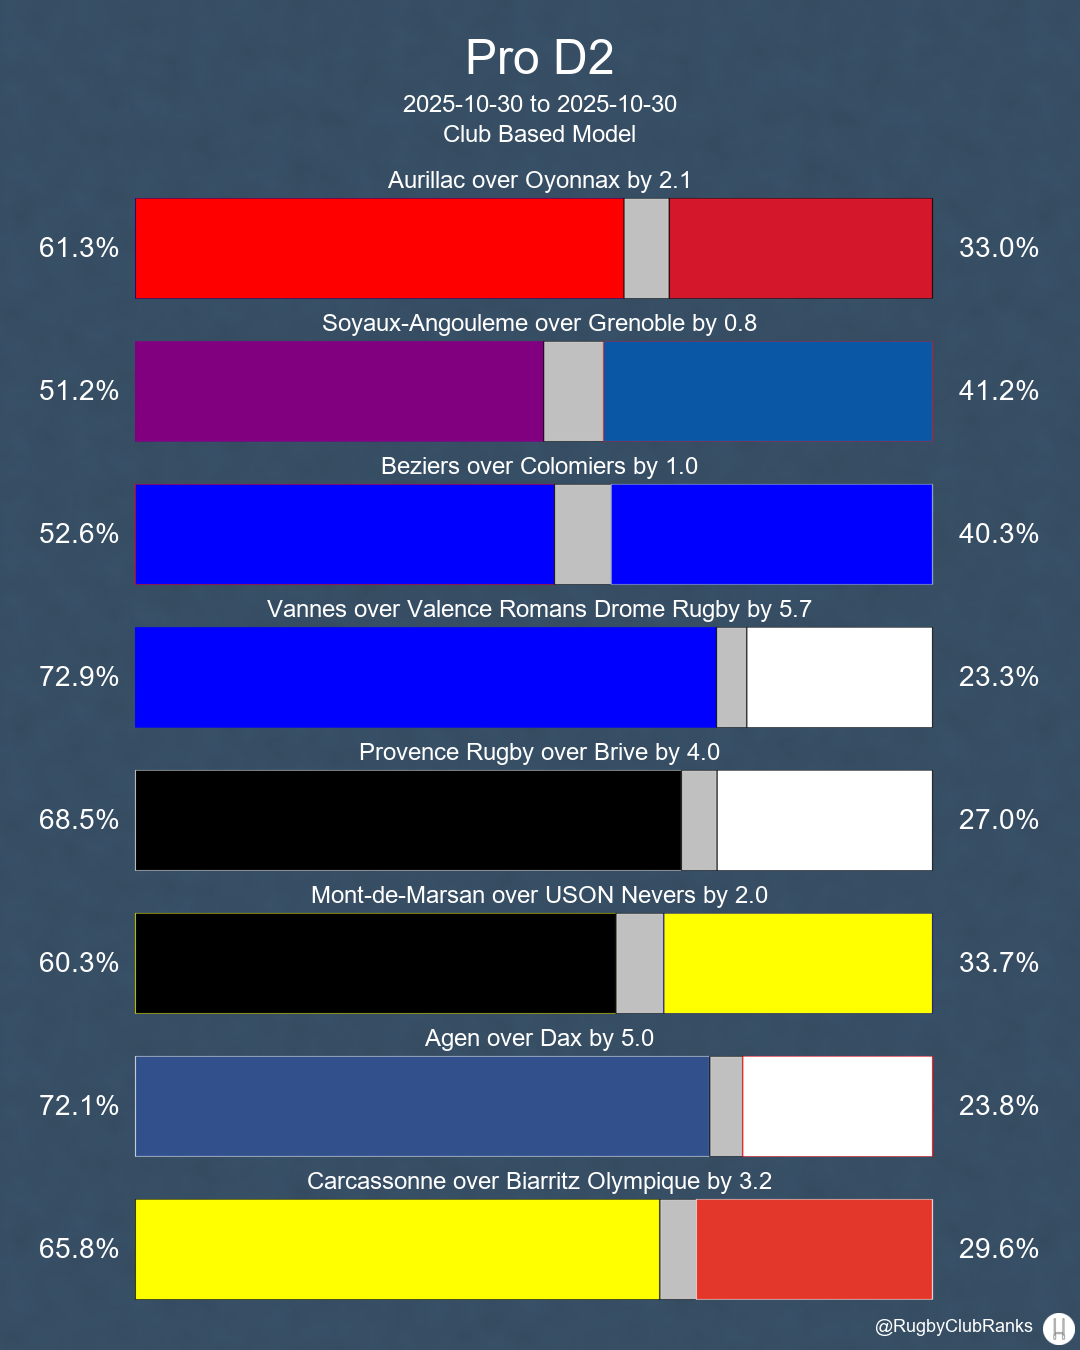 Pro D2
2025-10-30 to 2025-10-30
Club Based Model
Aurillac over Oyonnax by 2.1
61.3%
33.0%
Soyaux-Angouleme over Grenoble by 0.8
51.2%
41.2%
Beziers over Colomiers by 1.0
52.6%
40.3%
Vannes over Valence Romans Drome Rugby by 5.7
72.9%
23.3%
Provence Rugby over Brive by 4.0
68.5%
27.0%
Mont-de-Marsan over USON Nevers by 2.0
60.3%
33.7%
Agen over Dax by 5.0
72.1%
23.8%
Carcassonne over Biarritz Olympique by 3.2
65.8%
29.6%
@RugbyClubRanks